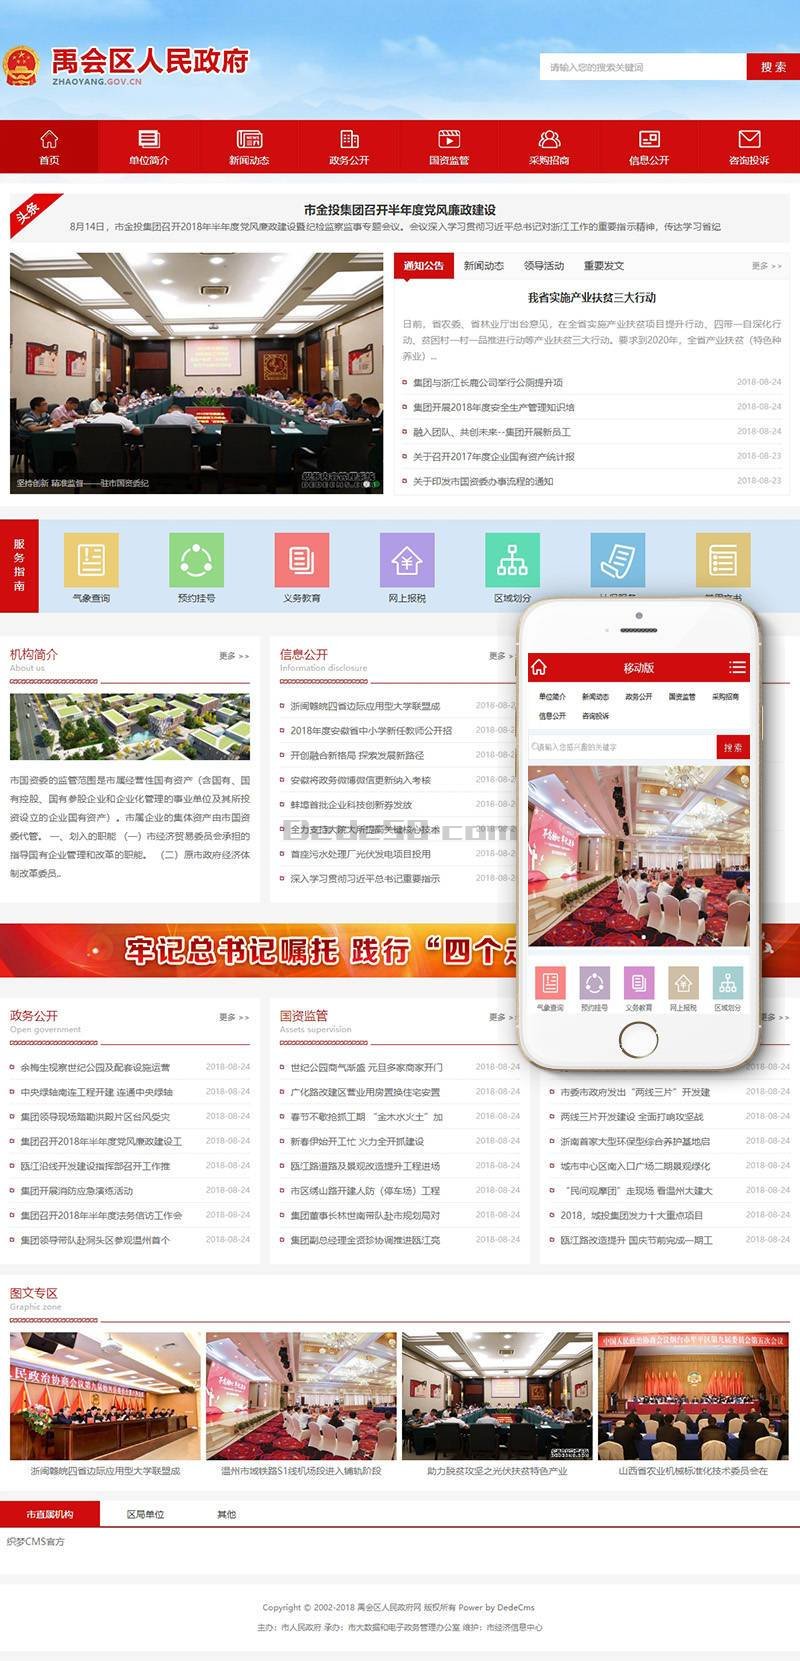 禹会区人民政府
ZHAOYANG.GOV.CN
请输入您的搜索关键词
搜 索
首页
单位简介
新闻动态
政务公开
国资监管
采购招商
信息公开
咨询投诉
头条
市金投集团召开半年度党风廉政建设
8月14日，市金投集团召开2018年半年度党风廉政建设暨纪检监察监事专题会议。会议深入学习贯彻习近平总书记对浙江工作的重要指示精神，传达学习省纪
坚持创新 精准监督——驻市国资委纪
通知公告 新闻动态 领导活动 重要发文 更多 >>
我省实施产业扶贫三大行动
日前，省农委、省林业厅出台意见，在全省实施产业扶贫项目提升行动、四带一自深化行
动、贫困村一村一品推进行动等产业扶贫三大行动。要求到2020年，全省产业扶贫（特色种
养业）...
集团与浙江长鹿公司举行公厕提升项 2018-08-24
集团开展2018年度安全生产管理知识培 2018-08-24
融入团队、共创未来--集团开展新员工 2018-08-24
关于召开2017年度企业国有资产统计报 2018-08-23
关于印发市国资委办事流程的通知 2018-08-23
服务指南
气象查询
预约挂号
义务教育
网上报税
区域划分
机构简介 更多 >>
About us
市国资委的监管范围是市属经营性国有资产（含国有、国
有控股、国有参股企业和企业化管理的事业单位及其所投
资设立的企业国有资产）。市属企业的集体资产由市国资
委代管。 一、划入的职能 （一）市经济贸易委员会承担的
指导国有企业管理和改革的职能。 （二）原市政府经济体
制改革委员..
信息公开 更多 >
Information disclosure
浙闽赣皖四省边际应用型大学联盟成 2018-08-2
2018年度安徽省中小学新任教师公开招 2018-08-
开创融合新格局 探索发展新路径 2018-08-
安徽将政务微博微信更新纳入考核 2018-08-
蚌埠首批企业科技创新券发放 2018-08-
全力支持大院大所提高关键核心技术 2018-08-
首座污水处理厂光伏发电项目投用 2018-08-
深入学习贯彻习近平总书记重要指示 2018-08-
Dede58.com
移动版
单位简介 新闻动态 政务公开 国资监管 采购招商
信息公开 咨询投诉
请输入您感兴趣的关键字
搜 索
气象查询 预约挂号 义务教育 网上报税 区域划分
牢记总书记嘱托 践行“四个走
政务公开 更多 >>
Open government
余梅生视察世纪公园及配套设施运营 2018-08-24
中央绿轴南连工程开建 连通中央绿轴 2018-08-24
集团领导现场踏勘洪殿片区台风受灾 2018-08-24
集团召开2018年半年度党风廉政建设工 2018-08-24
瓯江沿线开发建设指挥部召开工作推 2018-08-24
集团开展消防应急演练活动 2018-08-24
集团召开2018年半年度法务信访工作会 2018-08-24
集团领导带队赴洞头区参观温州首个 2018-08-24
国资监管 更多 >
Assets supervision
世纪公园商气渐盛 元旦多家商家开门 2018-08-24
广化路改建区营业用房置换住宅安置 2018-08-24
春节不歇抢抓工期 “金木水火土”加 2018-08-24
新春伊始开工忙 火力全开抓建设 2018-08-24
瓯江路道路及景观改造提升工程进场 2018-08-24
市区绣山路开建人防（停车场）工程 2018-08-24
集团董事长林世南带队赴市规划局对 2018-08-24
集团副总经理金贤珍协调推进瓯江亮 2018-08-24
更多 >>
2018-08-24
市委市政府发出“两线三片”开发建 2018-08-24
两线三片开发建设 全面打响攻坚战 2018-08-24
浙南首家大型环保型综合养护基地启 2018-08-24
城市中心区南入口广场二期景观绿化 2018-08-24
“民间观摩团”走现场 看温州大建大 2018-08-24
2018，城投集团发力十大重点项目 2018-08-24
瓯江路改造提升 国庆节前完成一期工 2018-08-24
图文专区
Graphic zone
中国人民政治协商会议烟台市牟平区第九届委员会第五次会议
浙闽赣皖四省边际应用型大学联盟成
温州市域铁路S1线机场段进入铺轨阶段
助力脱贫攻坚之光伏扶贫特色产业
山西省农业机械标准化技术委员会在
市直属机构 区局单位 其他
织梦CMS官方
Copyright © 2002-2018 禹会区人民政府网 版权所有 Power by DedeCms
主办：市人民政府 承办：市大数据和电子政务管理办公室 维护：市经济信息中心